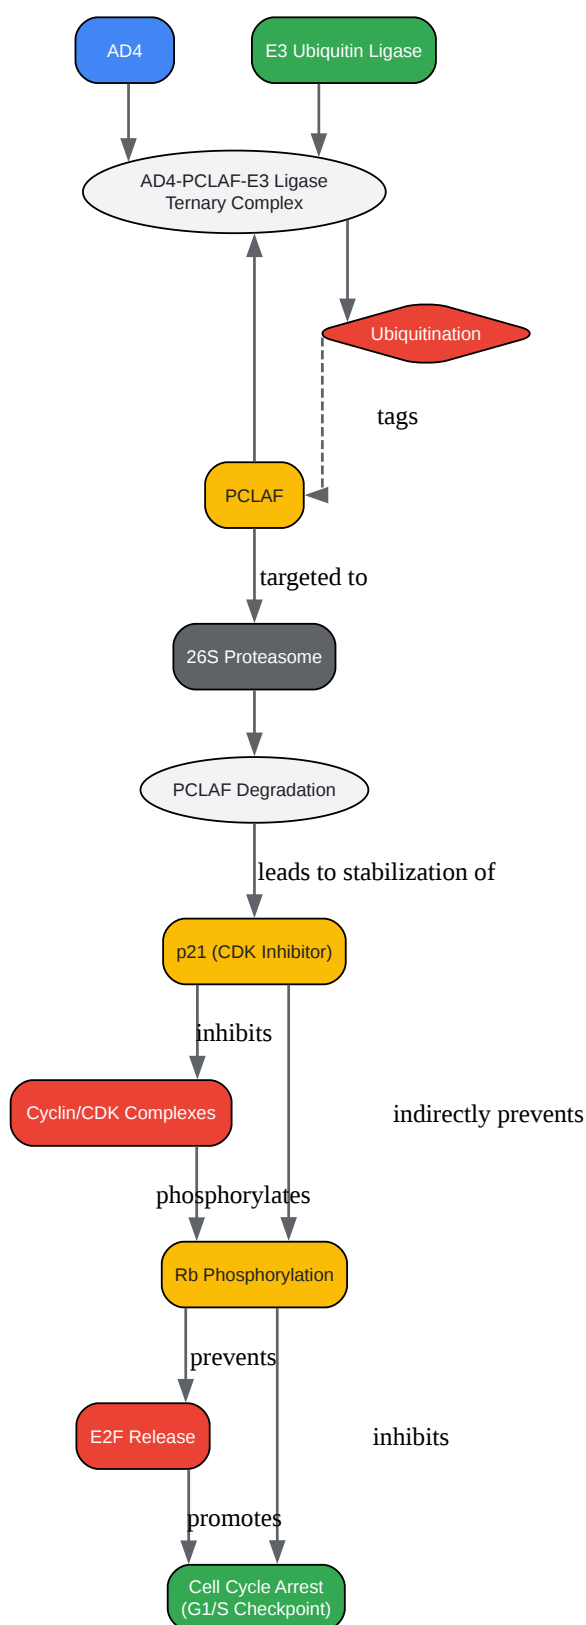 AD4
E3 Ubiquitin Ligase
AD4-PCLAF-E3 Ligase
Ternary Complex
Ubiquitination
tags
PCLAF
targeted to
26S Proteasome
PCLAF Degradation
leads to stabilization of
p21 (CDK Inhibitor)
inhibits
Cyclin/CDK Complexes
indirectly prevents
phosphorylates
Rb Phosphorylation
prevents
E2F Release
inhibits
promotes
Cell Cycle Arrest
(G1/S Checkpoint)